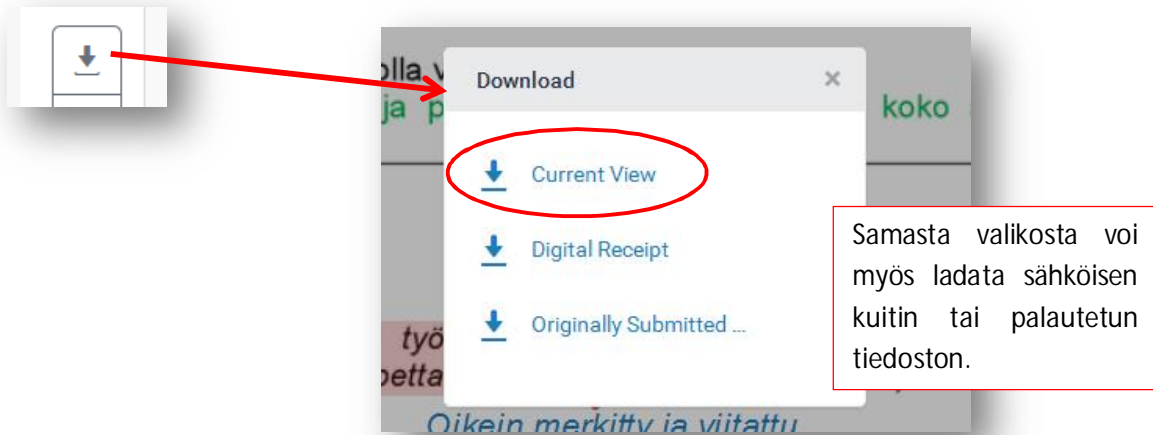 olla v
Download ×
ja p
koko
Current View
Digital Receipt
Originally Submitted ...
Samasta valikosta voi
myös ladata sähköisen
kuitin tai palautetun
tiedoston.
työ
petta
Oikein merkitty ja viitattu